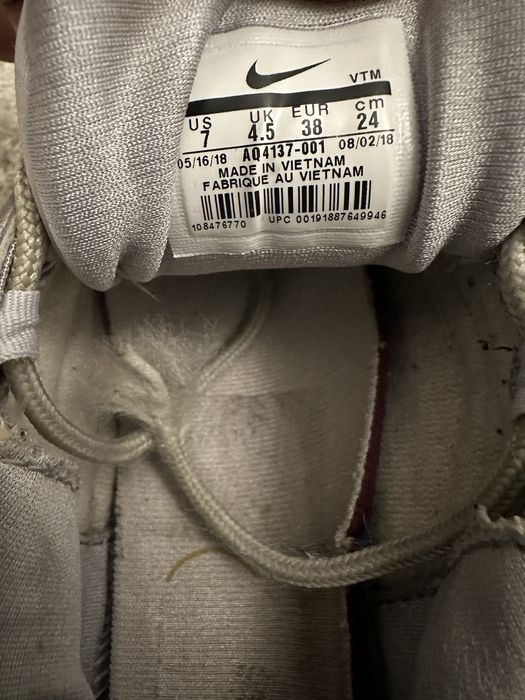 VTM
US UK EUR cm
7 4.5 38 24
05/16/18 AQ4137-001 08/02/18
MADE IN VIETNAM
FABRIQUE AU VIETNAM
108476770 UPC 00191887649946